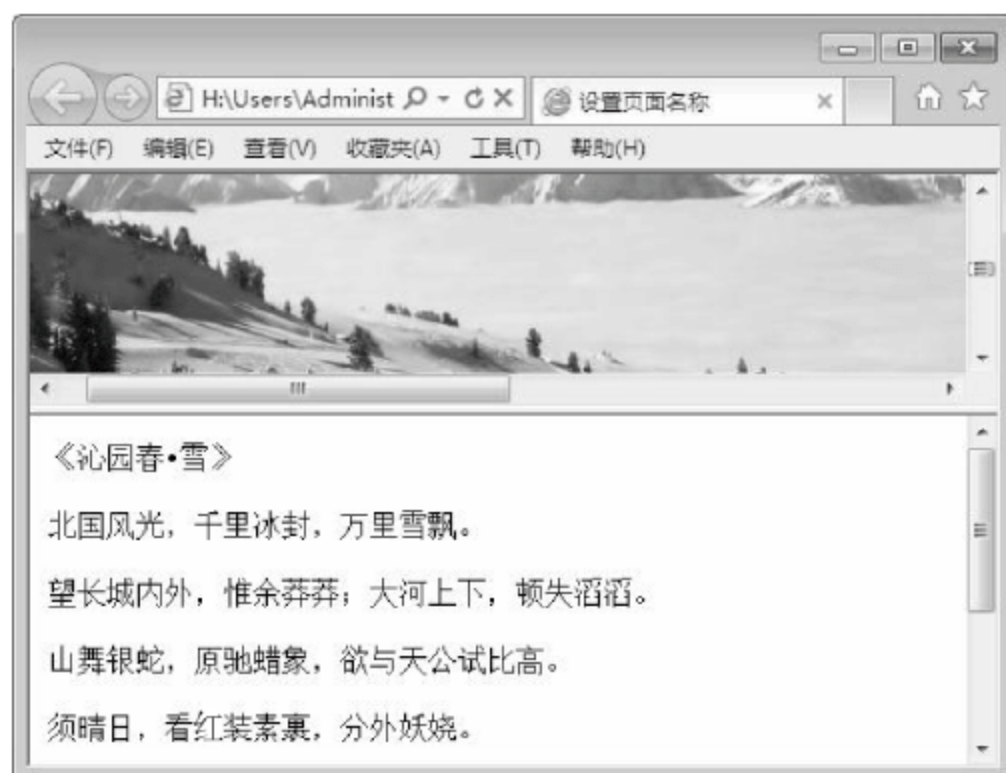 H:\Users\Administ
设置页面名称
文件(F) 编辑(E) 查看(V) 收藏夹(A) 工具(T) 帮助(H)
《沁园春•雪》
北国风光，千里冰封，万里雪飘。
望长城内外，惟余莽莽；大河上下，顿失滔滔。
山舞银蛇，原驰蜡象，欲与天公试比高。
须晴日，看红装素裹，分外妖娆。